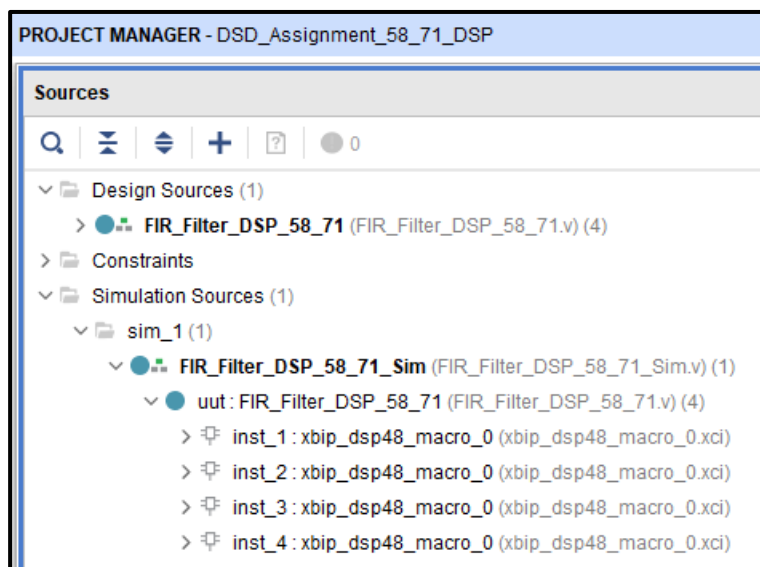 PROJECT MANAGER - DSD_Assignment_58_71_DSP
Sources
0
Design Sources (1)
FIR_Filter_DSP_58_71 (FIR_Filter_DSP_58_71.v) (4)
Constraints
Simulation Sources (1)
sim_1 (1)
FIR_Filter_DSP_58_71_Sim (FIR_Filter_DSP_58_71_Sim.v) (1)
uut : FIR_Filter_DSP_58_71 (FIR_Filter_DSP_58_71.v) (4)
inst_1 : xbip_dsp48_macro_0 (xbip_dsp48_macro_0.xci)
inst_2 : xbip_dsp48_macro_0 (xbip_dsp48_macro_0.xci)
inst_3 : xbip_dsp48_macro_0 (xbip_dsp48_macro_0.xci)
inst_4 : xbip_dsp48_macro_0 (xbip_dsp48_macro_0.xci)